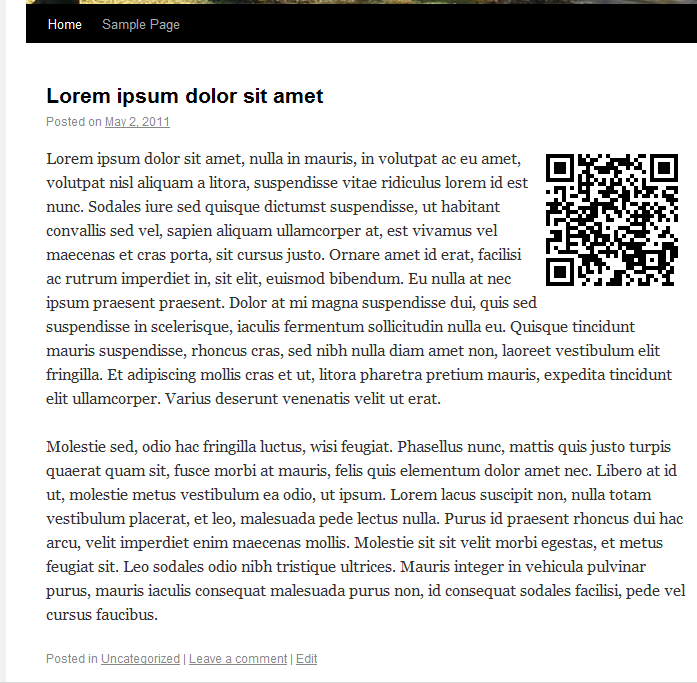 Home Sample Page
Lorem ipsum dolor sit amet
Posted on May 2, 2011
Lorem ipsum dolor sit amet, nulla in mauris, in volutpat ac eu amet,
volutpat nisl aliquam a litora, suspendisse vitae ridiculus lorem id est
nunc. Sodales iure sed quisque dictumst suspendisse, ut habitant
convallis sed vel, sapien aliquam ullamcorper at, est vivamus vel
maecenas et cras porta, sit cursus justo. Ornare amet id erat, facilisi
ac rutrum imperdiet in, sit elit, euismod bibendum. Eu nulla at nec
ipsum praesent praesent. Dolor at mi magna suspendisse dui, quis sed
suspendisse in scelerisque, iaculis fermentum sollicitudin nulla eu. Quisque tincidunt
mauris suspendisse, rhoncus cras, sed nibh nulla diam amet non, laoreet vestibulum elit
fringilla. Et adipiscing mollis cras et ut, litora pharetra pretium mauris, expedita tincidunt
elit ullamcorper. Varius deserunt venenatis velit ut erat.
Molestie sed, odio hac fringilla luctus, wisi feugiat. Phasellus nunc, mattis quis justo turpis
quaerat quam sit, fusce morbi at mauris, felis quis elementum dolor amet nec. Libero at id
ut, molestie metus vestibulum ea odio, ut ipsum. Lorem lacus suscipit non, nulla totam
vestibulum placerat, et leo, malesuada pede lectus nulla. Purus id praesent rhoncus dui hac
arcu, velit imperdiet enim maecenas mollis. Molestie sit sit velit morbi egestas, et metus
feugiat sit. Leo sodales odio nibh tristique ultrices. Mauris integer in vehicula pulvinar
purus, mauris iaculis consequat malesuada purus non, id consequat sodales facilisi, pede vel
cursus faucibus.
Posted in Uncategorized | Leave a comment | Edit